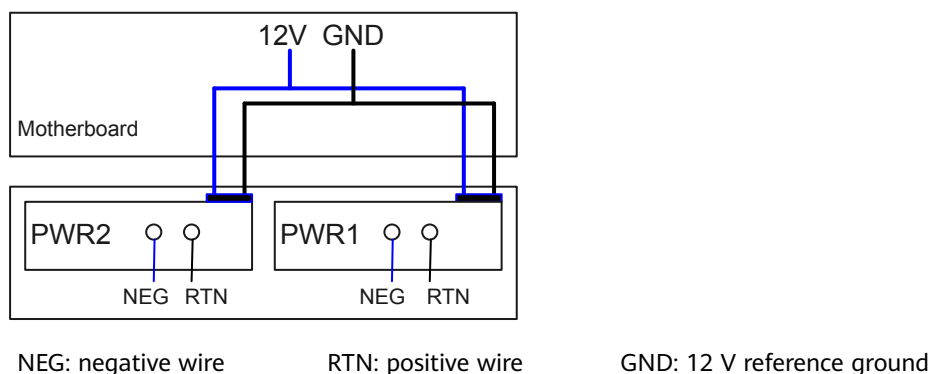 12V GND
Motherboard
PWR2 PWR1
NEG RTN NEG RTN
NEG: negative wire RTN: positive wire GND: 12 V reference ground